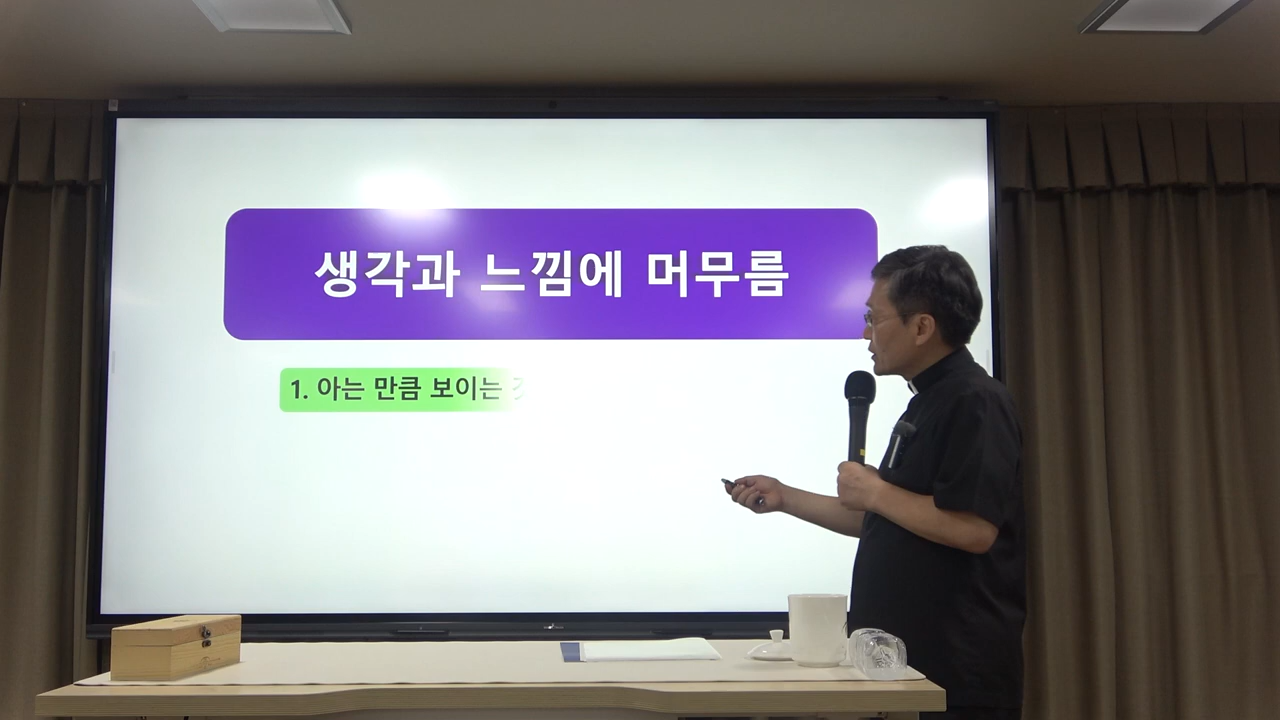 생각과 느낌에 머무름
1. 아는 만큼 보이는